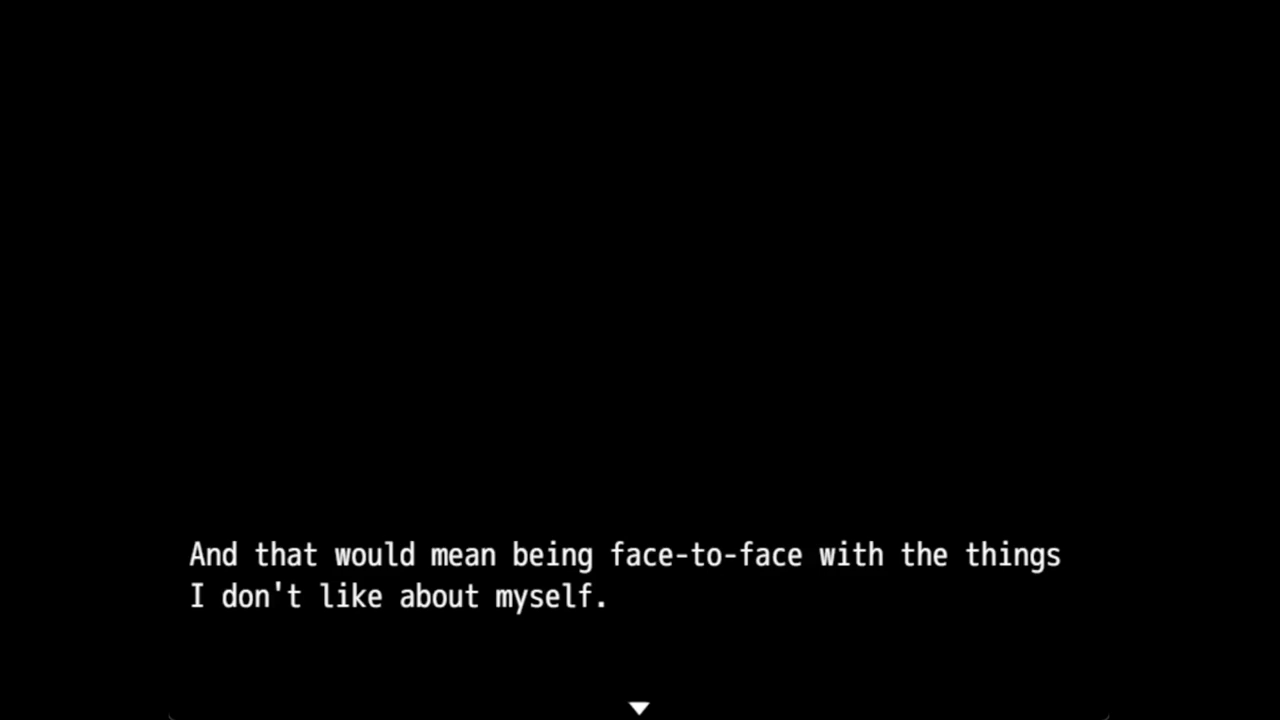 And that would mean being face-to-face with the things
I don't like about myself.